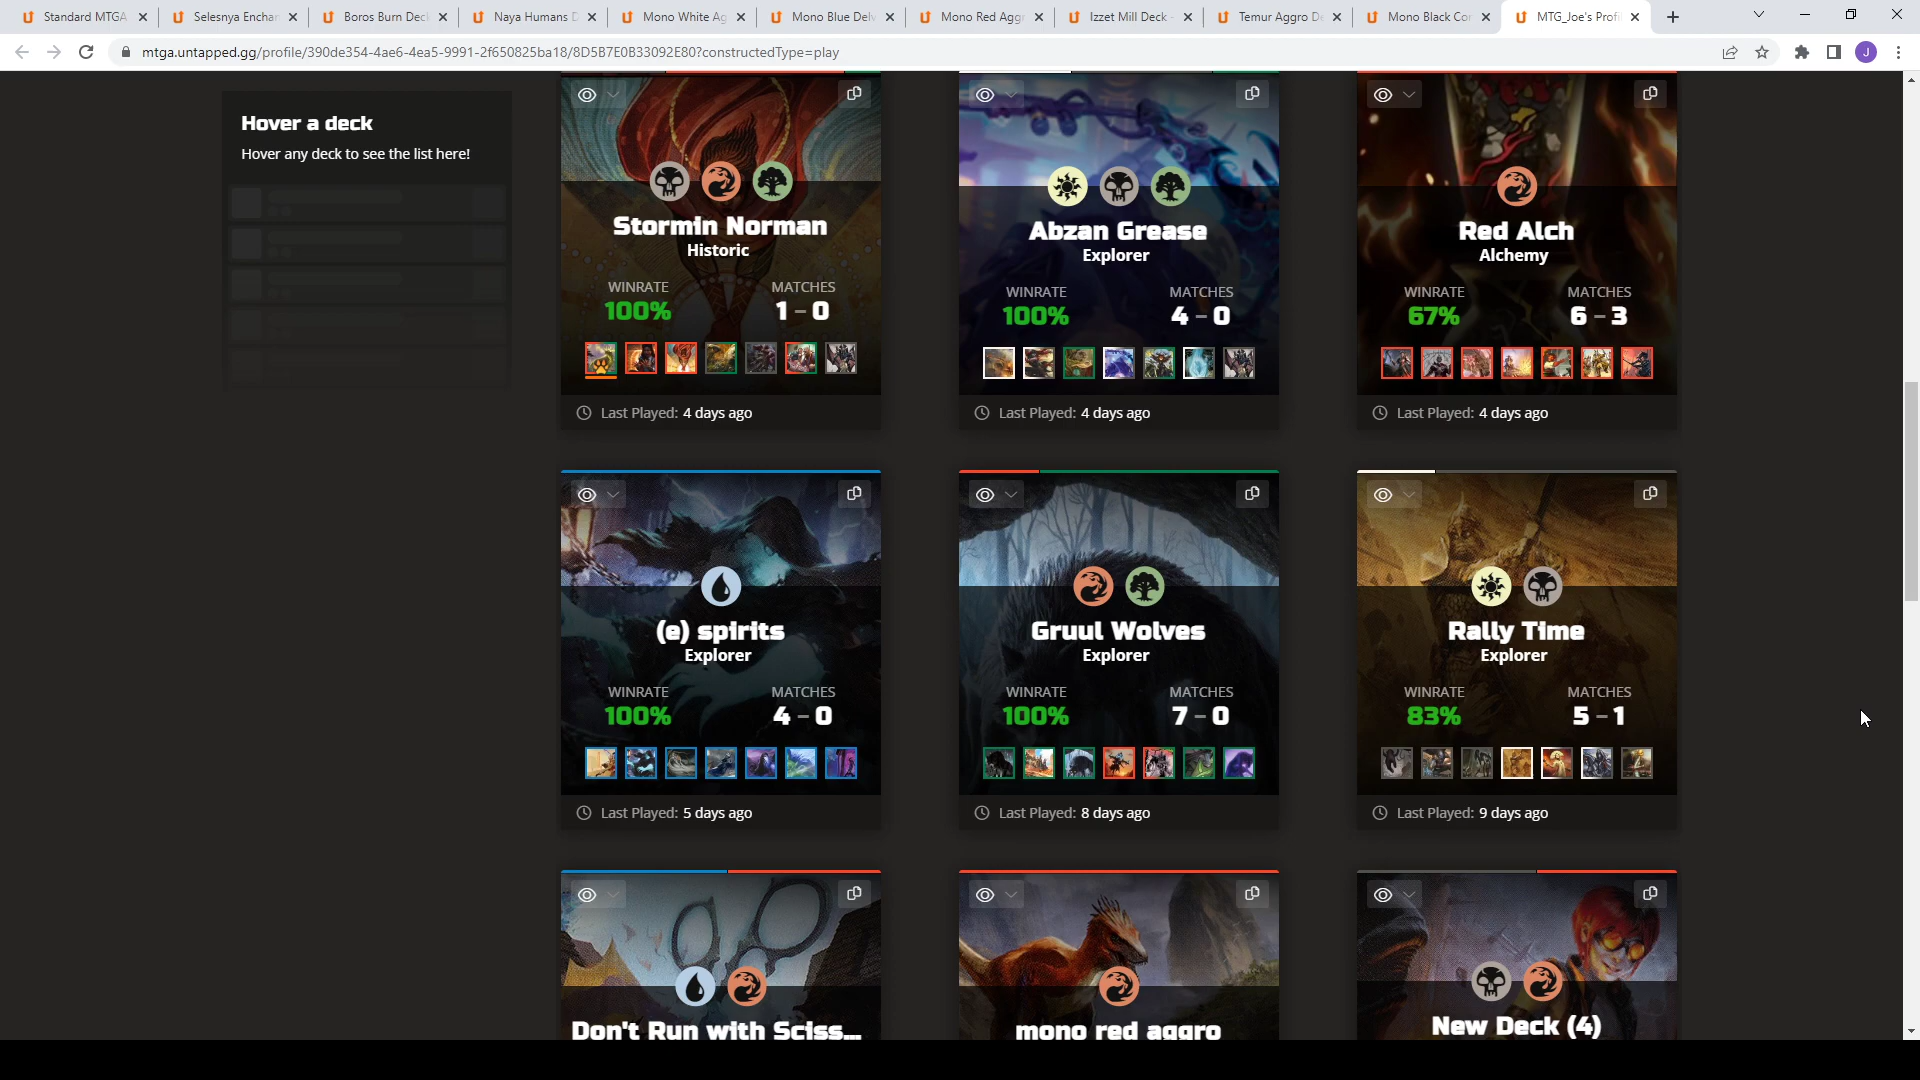 Standard MTGA
Selesnya Enchar
Boros Burn Dec
Naya Humans D
Mono White Ag
Mono Blue Delv
Mono Red Aggr
Izzet Mill Deck -
Temur Aggro De
Mono Black Cor
MTG_Joe's Profi
mtga.untapped.gg/profile/390de354-4ae6-4ea5-9991-2f650825ba18/8D5B7E0B33092E80?constructedType=play
J
Hover a deck
Hover any deck to see the list here!
Stormin Norman
Historic
WINRATE MATCHES
100% 1 - 0
Last Played: 4 days ago
Abzan Grease
Explorer
WINRATE MATCHES
100% 4 - 0
Last Played: 4 days ago
Red Alch
Alchemy
WINRATE MATCHES
67% 6 - 3
Last Played: 4 days ago
(e) spirits
Explorer
WINRATE MATCHES
100% 4 - 0
Last Played: 5 days ago
Gruul Wolves
Explorer
WINRATE MATCHES
100% 7 - 0
Last Played: 8 days ago
Rally Time
Explorer
WINRATE MATCHES
83% 5 - 1
Last Played: 9 days ago
Don't Run with Sciss...
mono red aggro
New Deck (4)